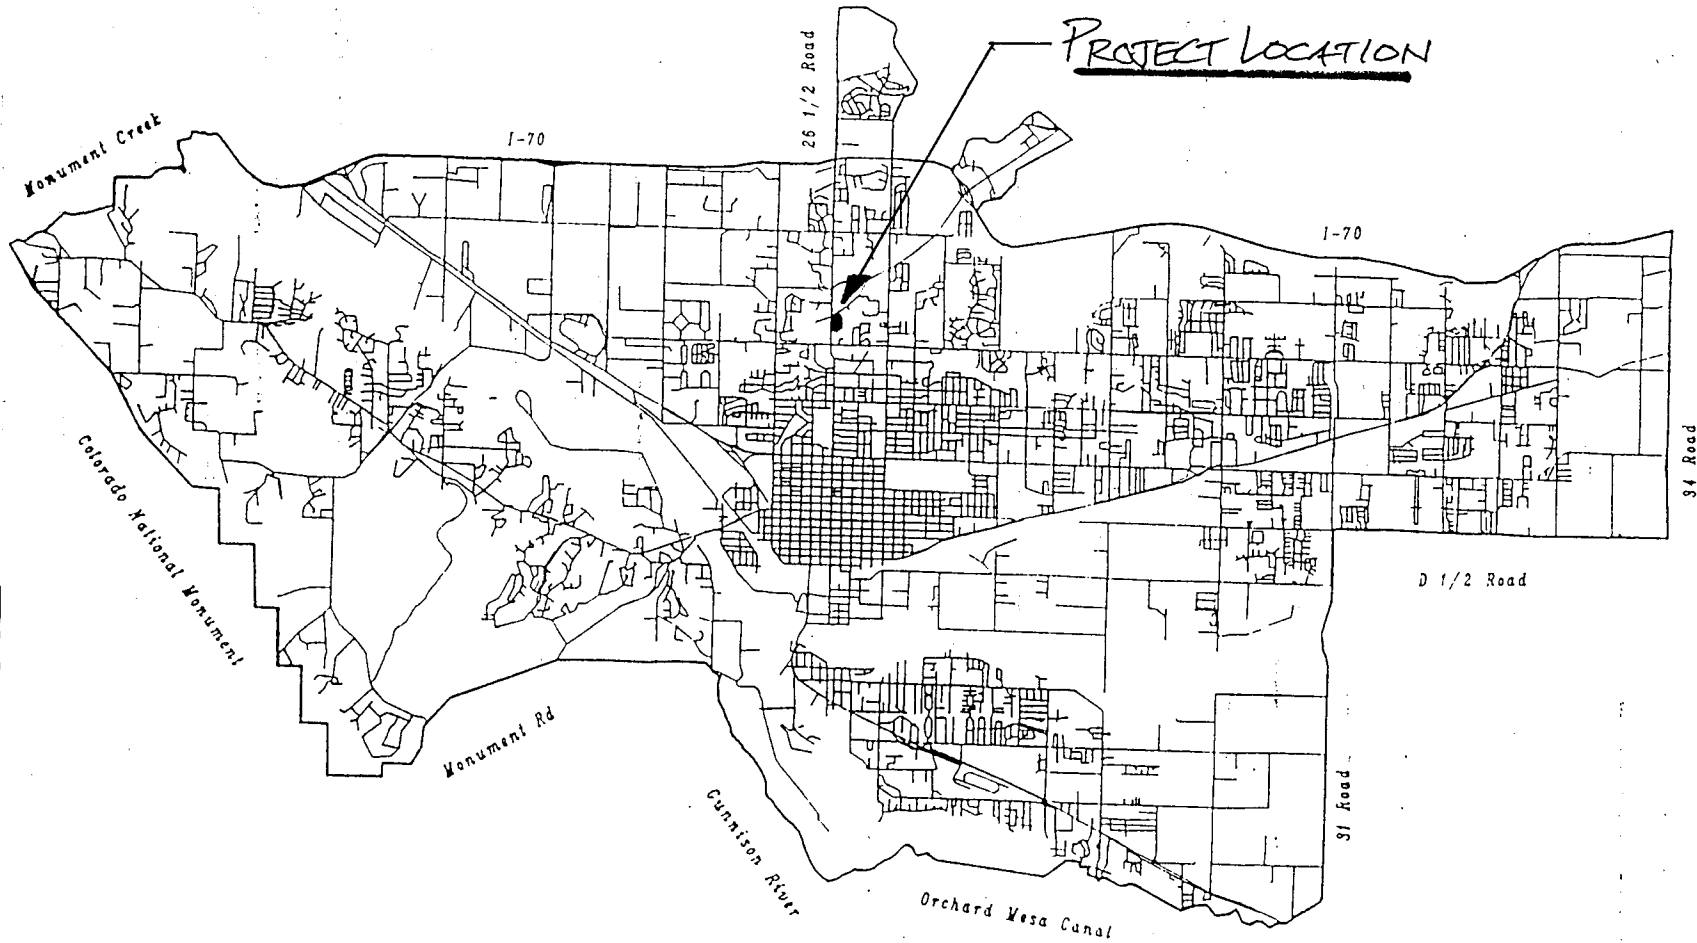 PROJECT LOCATION
26 1/2 Road
I-70
Monument Creek
I-70
34 Road
Colorado National Monument
D 1/2 Road
Monument Rd
31 Road
Gunnison River
Orchard Mesa Canal